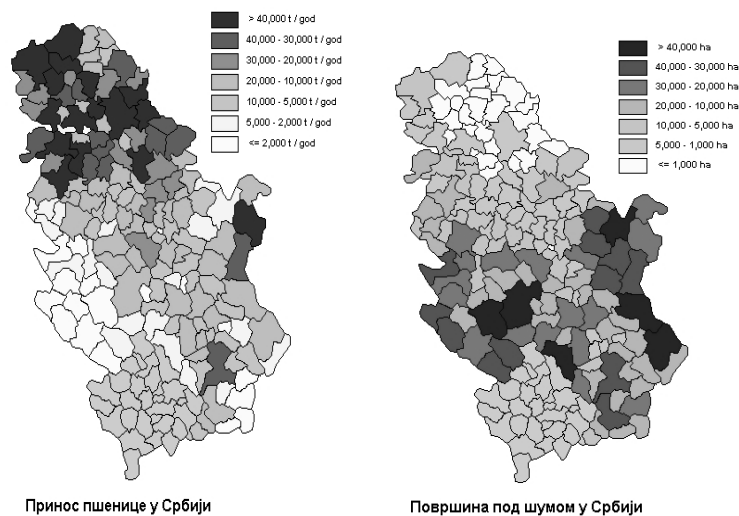 > 40,000 t / god
40,000 - 30,000 t / god
30,000 - 20,000 t / god
20,000 - 10,000 t / god
10,000 - 5,000 t / god
5,000 - 2,000 t / god
<= 2,000 t / god
Принос пшенице у Србији
> 40,000 ha
40,000 - 30,000 ha
30,000 - 20,000 ha
20,000 - 10,000 ha
10,000 - 5,000 ha
5,000 - 1,000 ha
<= 1,000 ha
Површина под шумом у Србији